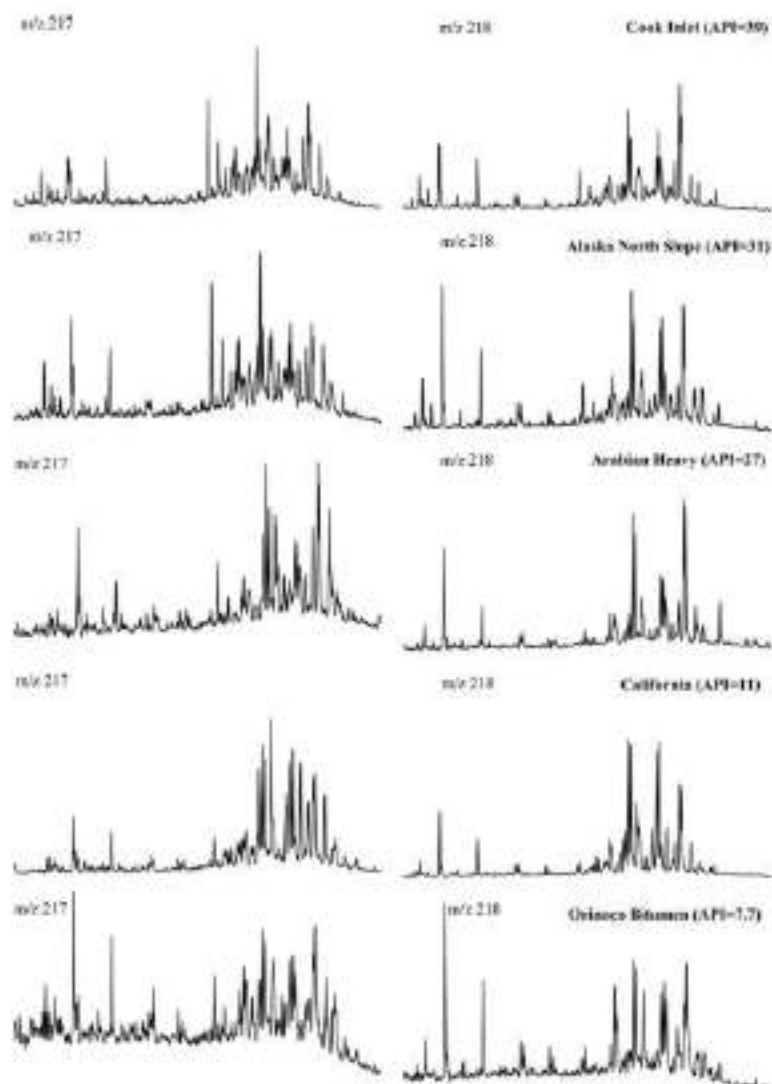 m/z 217
m/z 218
Cook Inlet (API=39)
m/z 217
m/z 218
Alaska North Slope (API=31)
m/z 217
m/z 218
Arabian Heavy (API=27)
m/z 217
m/z 218
California (API=11)
m/z 217
m/z 218
Orinoco Bitumen (API=7.7)